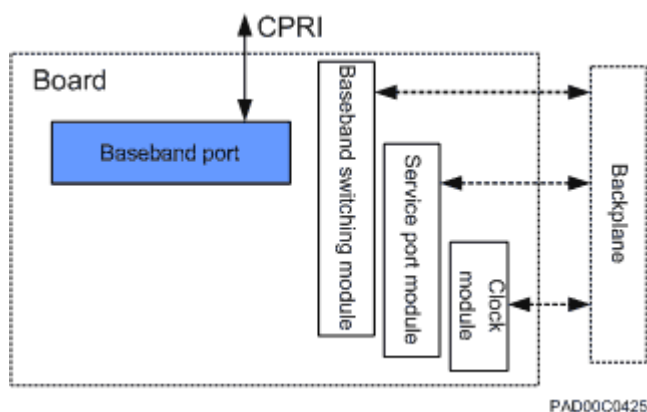 CPRI
Board
Baseband port
Baseband switching module
Service port module
Clock
module
Backplane
PAD00C0425